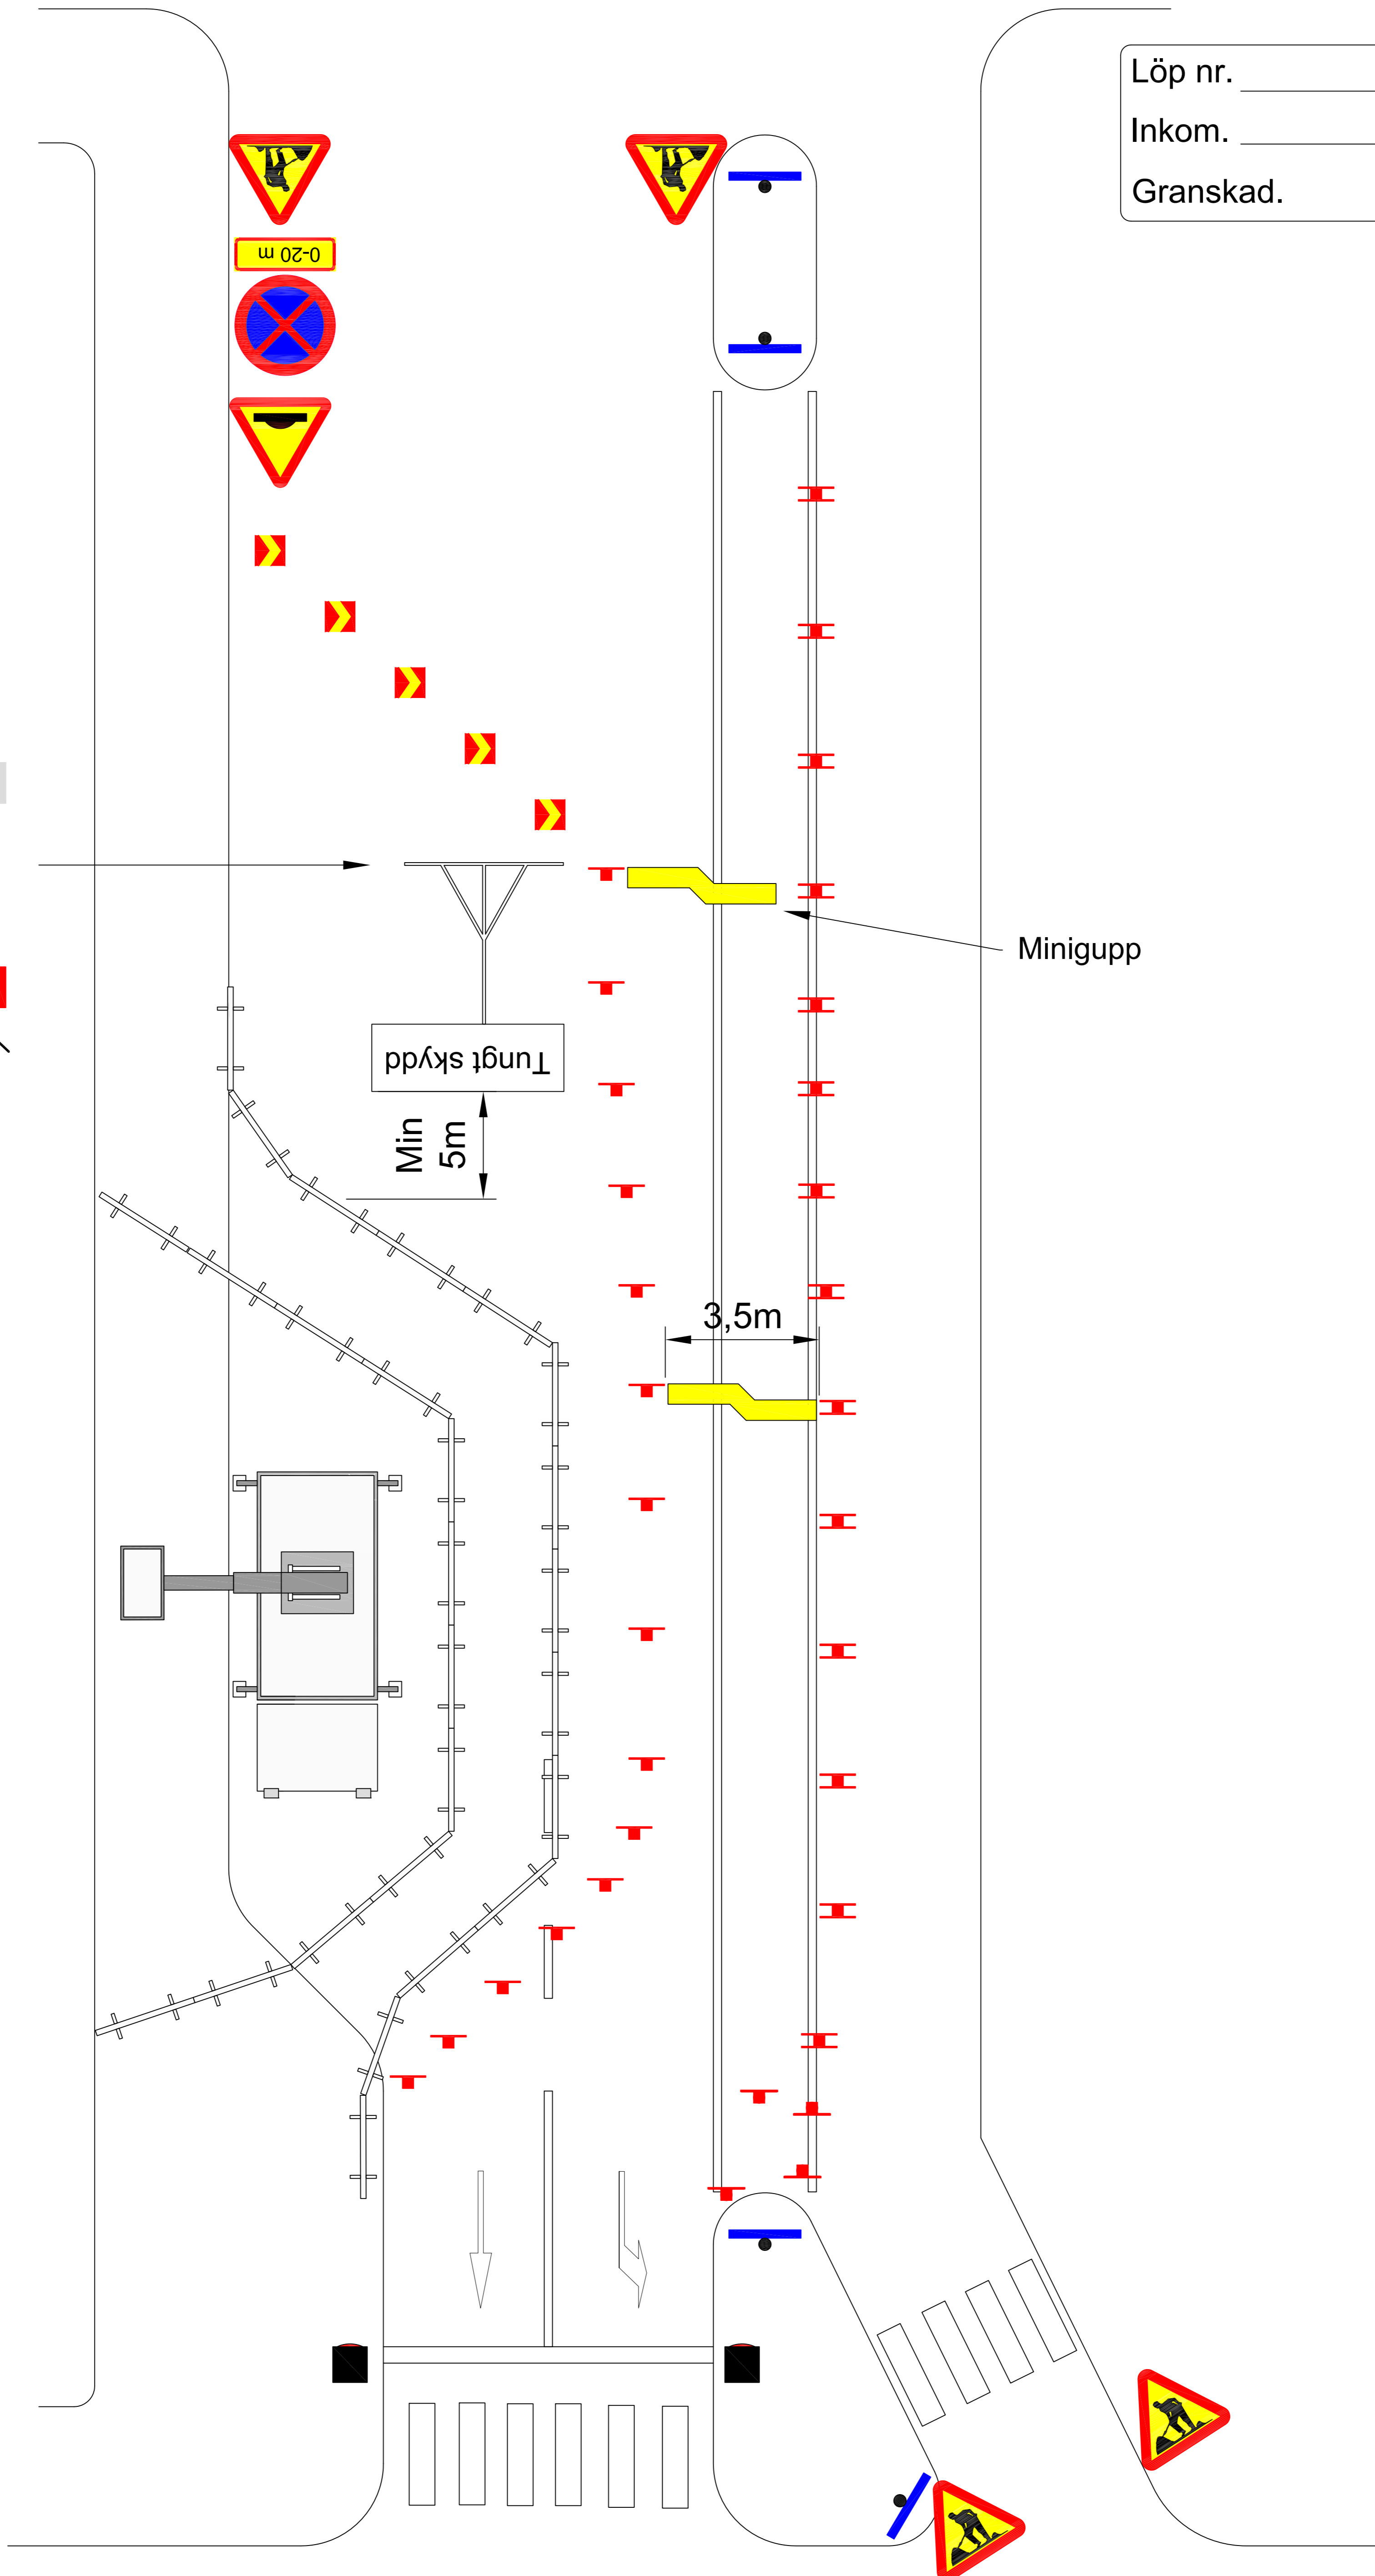 Löp nr.
Inkom.
Granskad.
0-20 m
Minigupp
Tungt skydd
Min
5m
3,5m